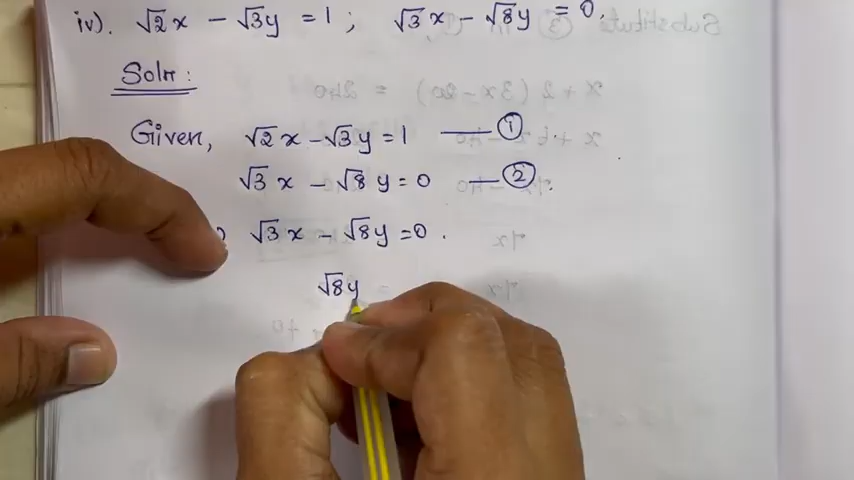 iv). √2x - √3y = 1 ; √3x - √8y = 0.
Soln:
Given, √2x - √3y = 1 —— ①
√3x - √8y = 0 — ②.
√3x - √8y = 0.
√8y